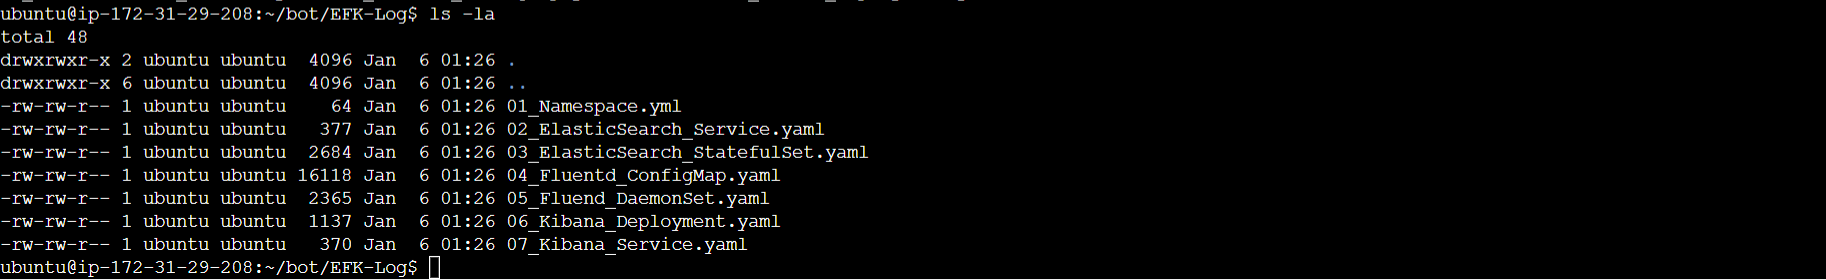 ubuntu@ip-172-31-29-208:~/bot/EFK-Log$ ls -la
total 48
drwxrwxr-x 2 ubuntu ubuntu  4096 Jan  6 01:26 .
drwxrwxr-x 6 ubuntu ubuntu  4096 Jan  6 01:26 ..
-rw-rw-r-- 1 ubuntu ubuntu    64 Jan  6 01:26 01_Namespace.yml
-rw-rw-r-- 1 ubuntu ubuntu   377 Jan  6 01:26 02_ElasticSearch_Service.yaml
-rw-rw-r-- 1 ubuntu ubuntu  2684 Jan  6 01:26 03_ElasticSearch_StatefulSet.yaml
-rw-rw-r-- 1 ubuntu ubuntu 16118 Jan  6 01:26 04_Fluentd_ConfigMap.yaml
-rw-rw-r-- 1 ubuntu ubuntu  2365 Jan  6 01:26 05_Fluend_DaemonSet.yaml
-rw-rw-r-- 1 ubuntu ubuntu  1137 Jan  6 01:26 06_Kibana_Deployment.yaml
-rw-rw-r-- 1 ubuntu ubuntu   370 Jan  6 01:26 07_Kibana_Service.yaml
ubuntu@ip-172-31-29-208:~/bot/EFK-Log$